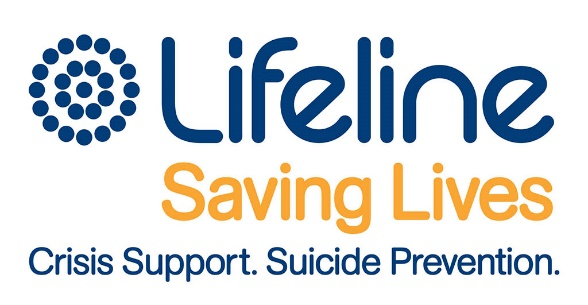 Lifeline
Saving Lives
Crisis Support. Suicide Prevention.